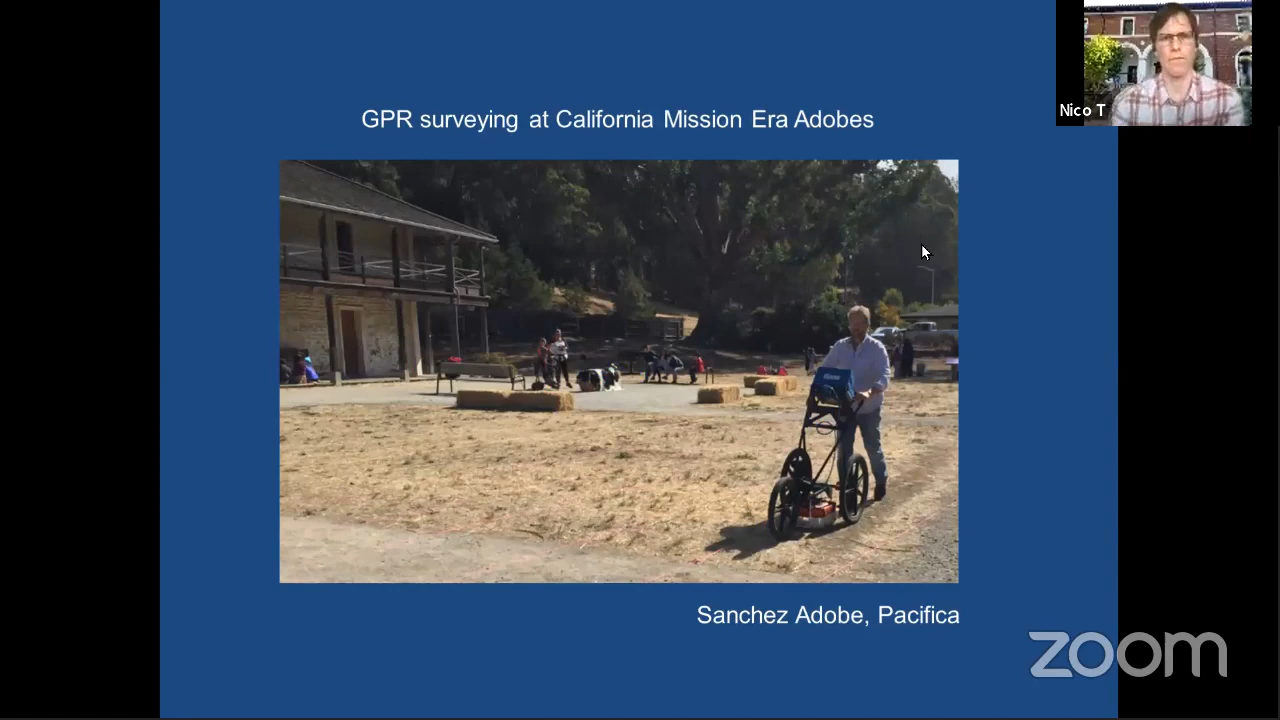 GPR surveying at California Mission Era Adobes
Nico T
Sanchez Adobe, Pacifica
zoom